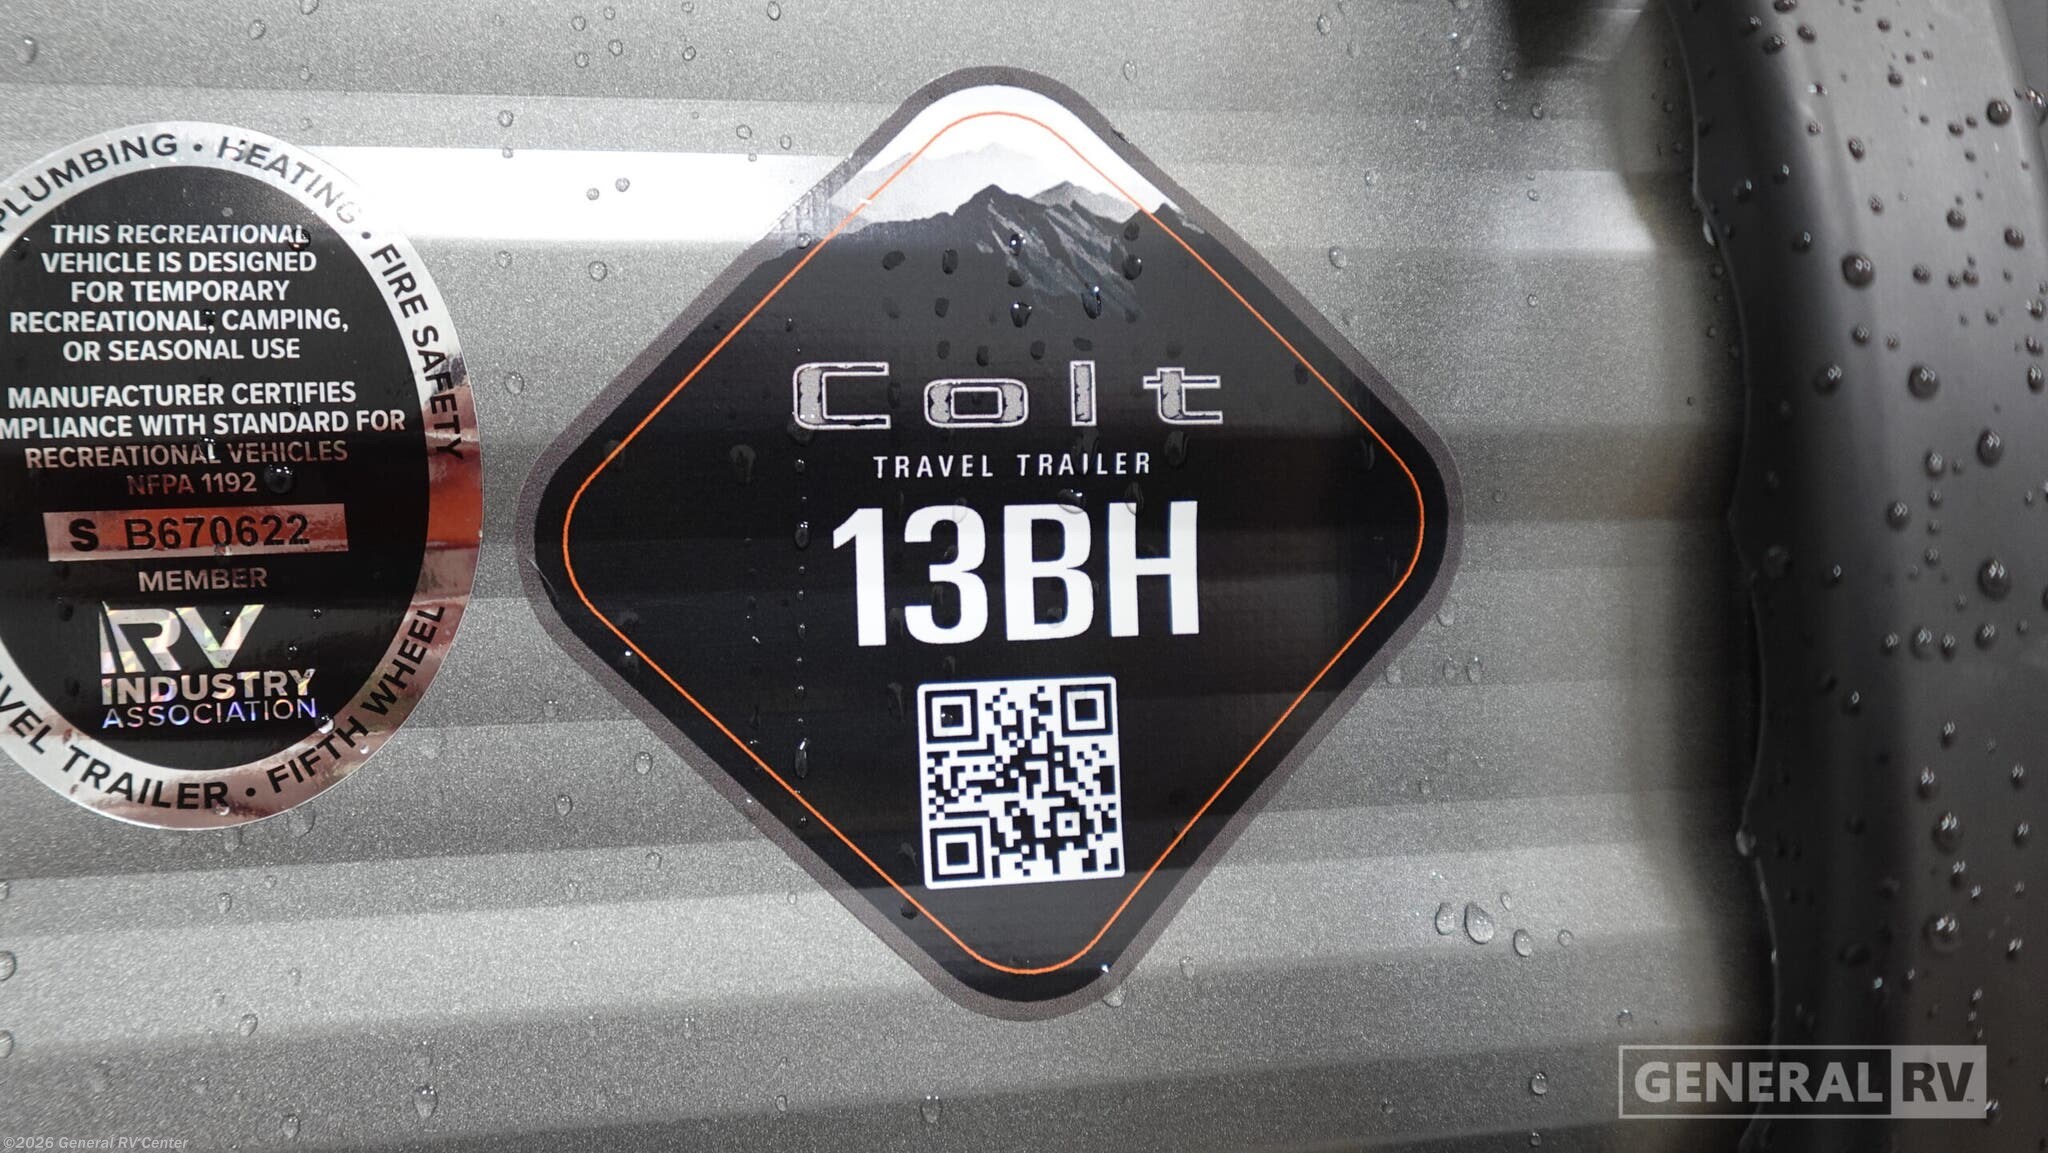 PLUMBING · HEATING · FIRE SAFETY
THIS RECREATIONAL
VEHICLE IS DESIGNED
FOR TEMPORARY
RECREATIONAL, CAMPING,
OR SEASONAL USE
MANUFACTURER CERTIFIES
MPLIANCE WITH STANDARD FOR
RECREATIONAL VEHICLES
NFPA 1192
S B670622
MEMBER
RV
INDUSTRY
ASSOCIATION
AVEL TRAILER · FIFTH WHEEL
Colt
TRAVEL TRAILER
13BH
GENERAL RV
©2026 General RV Center